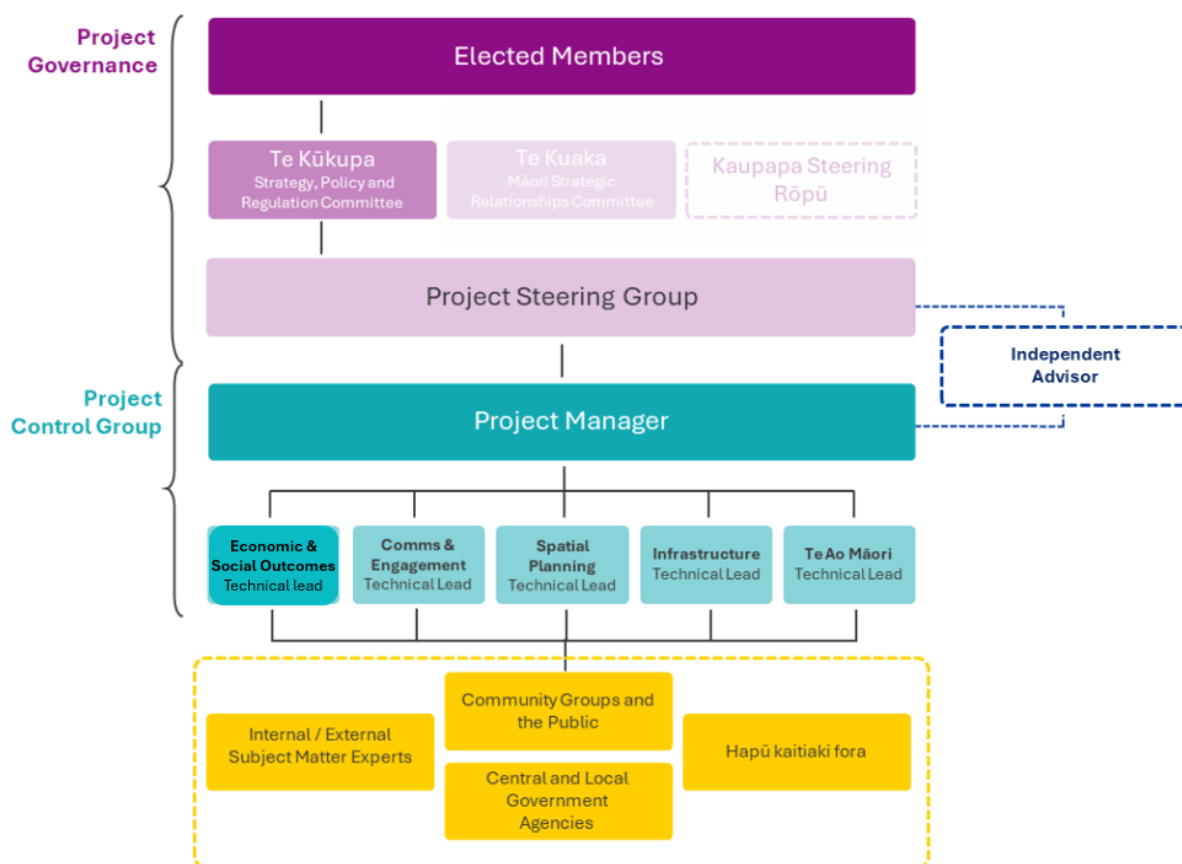 Project
Governance
Elected Members
Te Kūkupa
Strategy, Policy and
Regulation Committee
Te Kuaka
Māori Strategic
Relationships Committee
Kaupapa Steering
Rōpū
Project Steering Group
Independent
Advisor
Project
Control Group
Project Manager
Economic &
Social Outcomes
Technical lead
Comms &
Engagement
Technical Lead
Spatial
Planning
Technical Lead
Infrastructure
Technical Lead
Te Ao Māori
Technical Lead
Internal / External
Subject Matter Experts
Community Groups and
the Public
Central and Local
Government
Agencies
Hapū kaitiaki fora